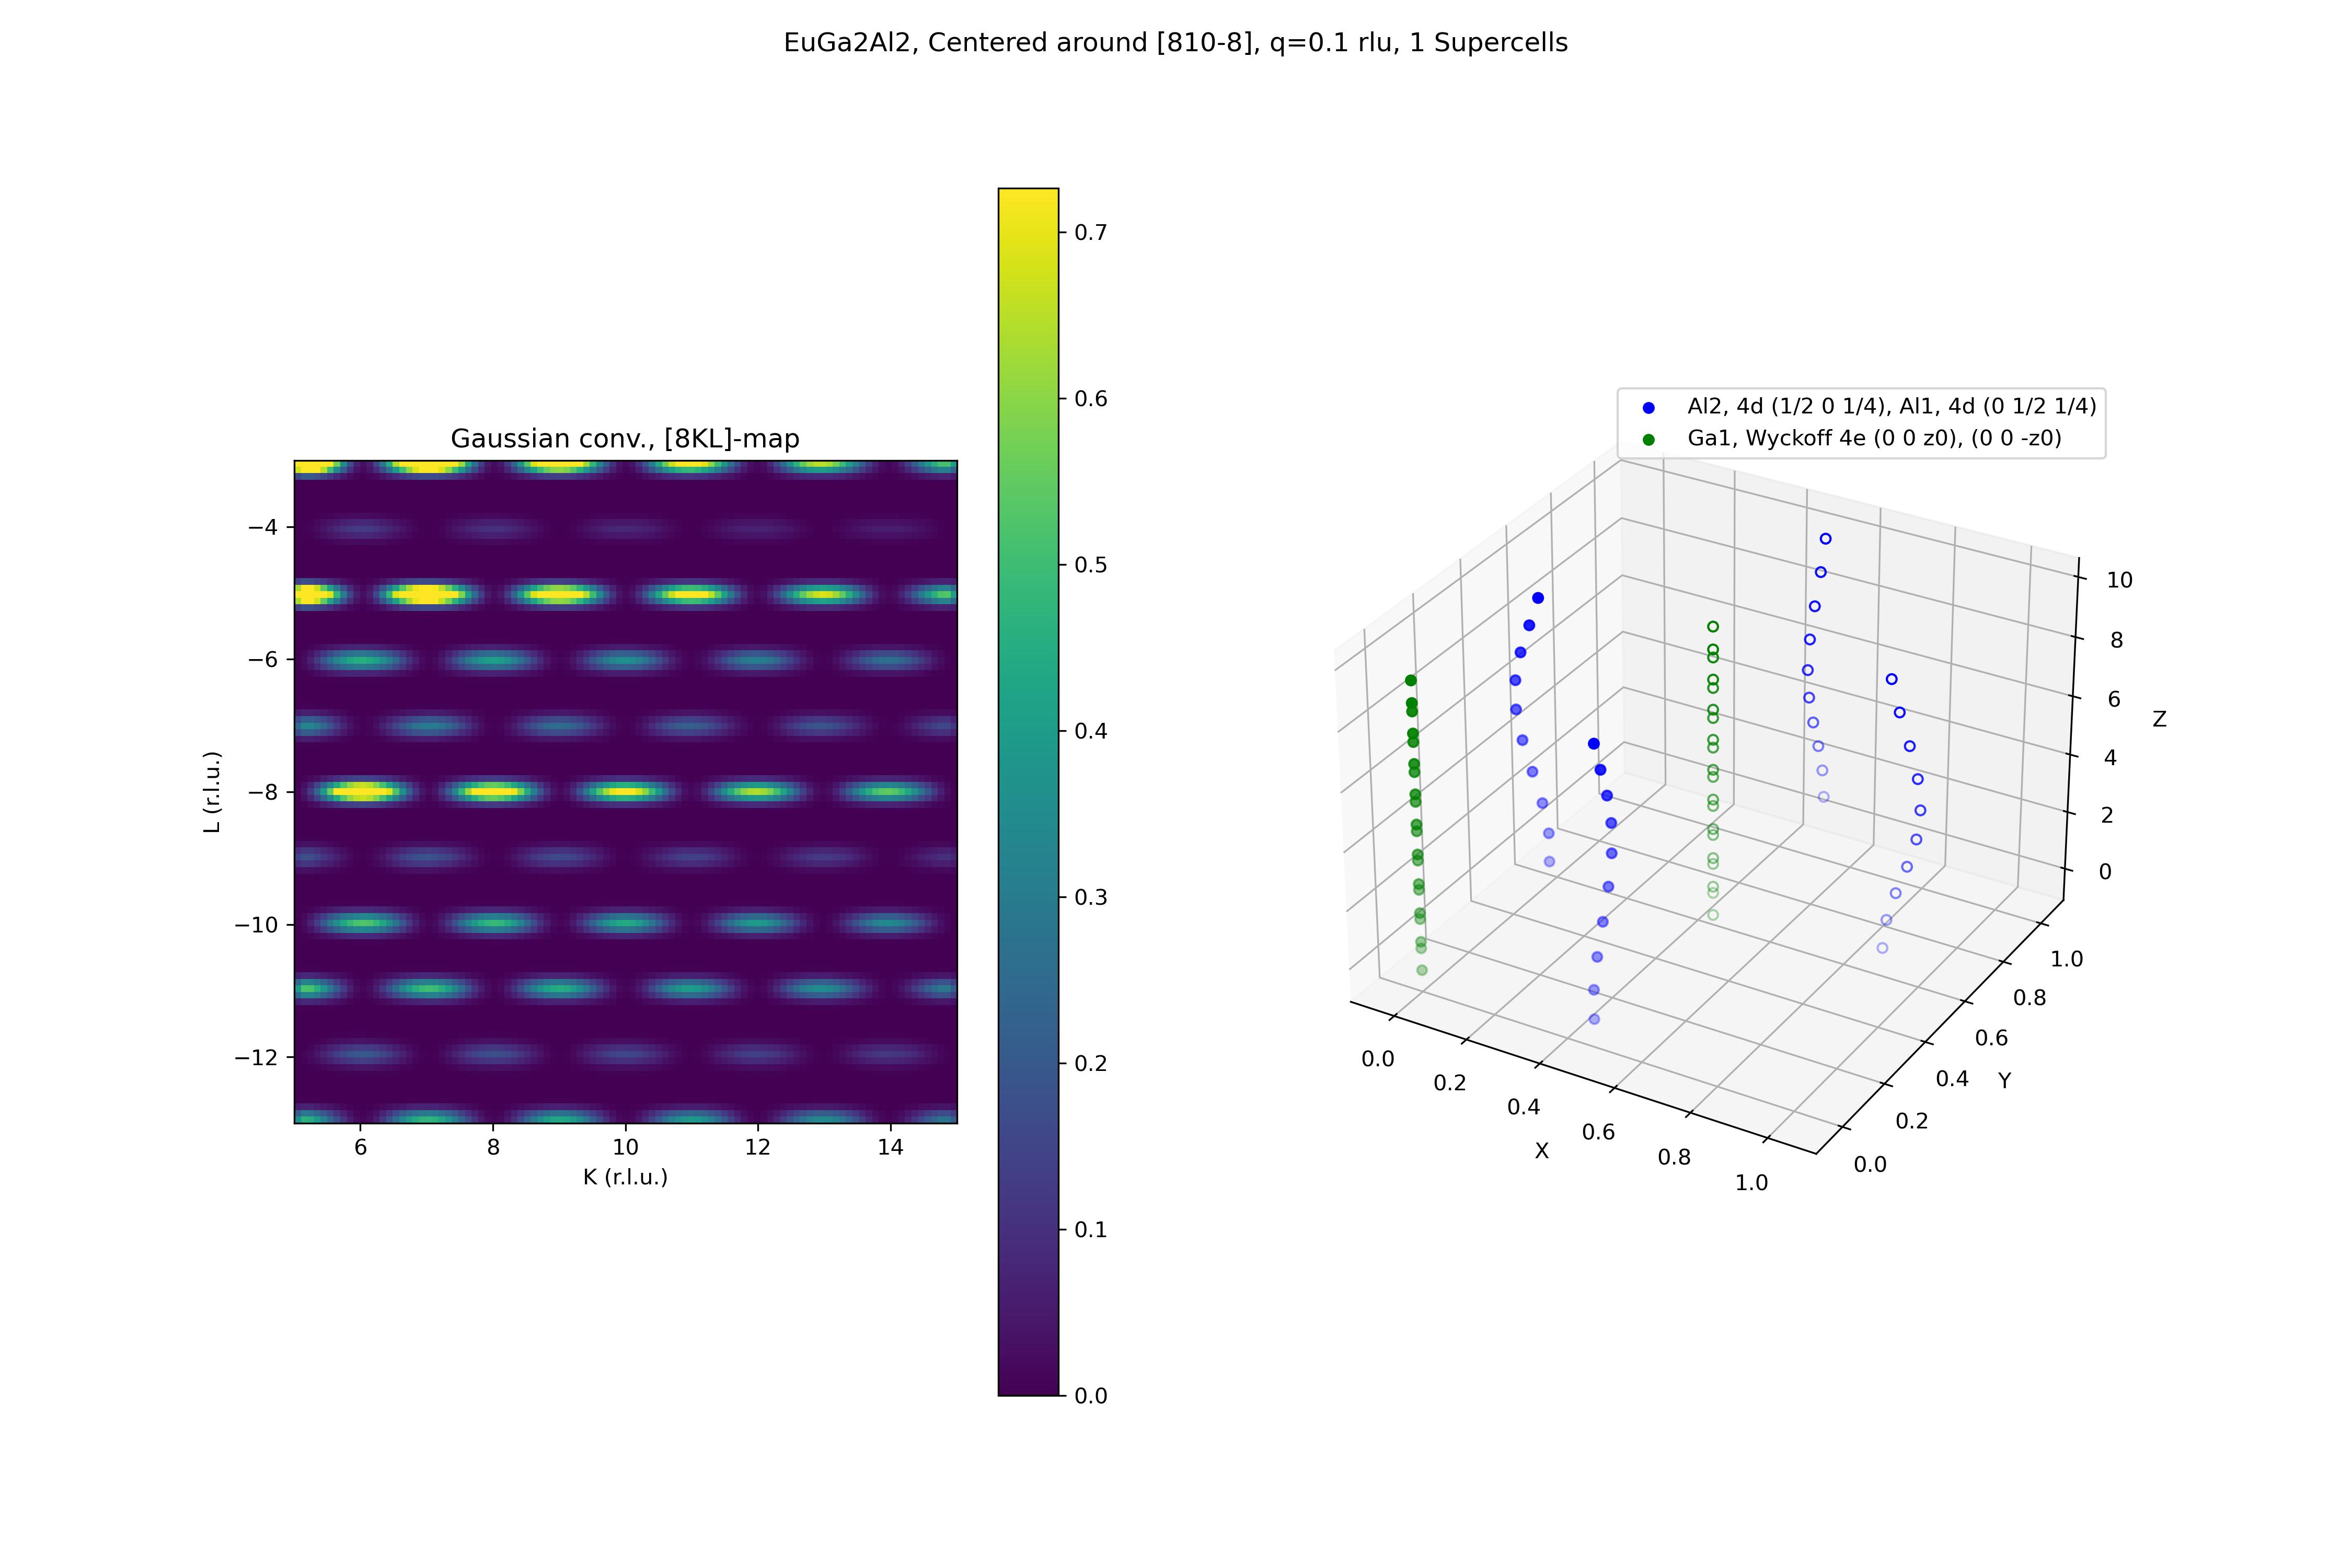 EuGa2Al2, Centered around [810-8], q=0.1 rlu, 1 Supercells
Gaussian conv., [8KL]-map
−4
−6
−8
−10
−12
L (r.l.u.)
6 8 10 12 14
K (r.l.u.)
0.7
0.6
0.5
0.4
0.3
0.2
0.1
0.0
Al2, 4d (1/2 0 1/4), Al1, 4d (0 1/2 1/4)
Ga1, Wyckoff 4e (0 0 z0), (0 0 -z0)
10
8
6
4
2
0
Z
0.0 0.2 0.4 0.6 0.8 1.0
X
0.0 0.2 0.4 0.6 0.8 1.0
Y